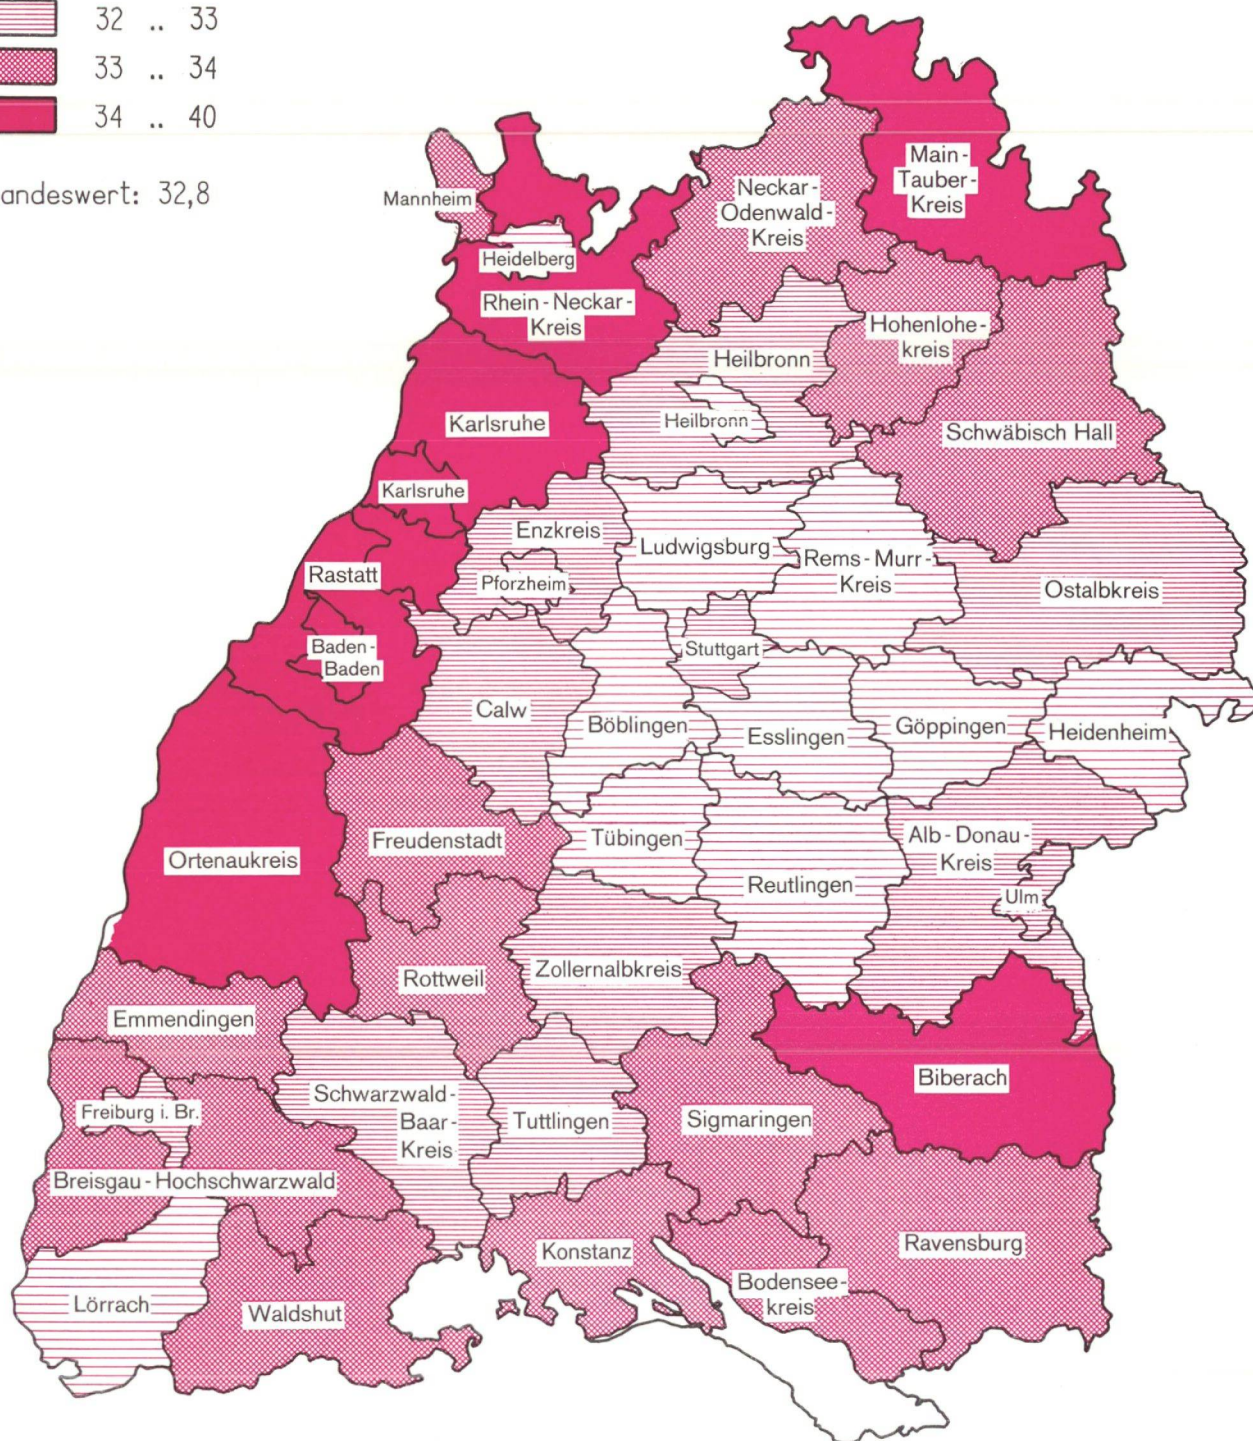 32 .. 33
33 .. 34
34 .. 40
andeswert: 32,8
Main-
Tauber-
Kreis
Mannheim
Neckar-
Odenwald-
Kreis
Heidelberg
Rhein-Neckar-
Kreis
Hohenlohe-
kreis
Heilbronn
Heilbronn
Karlsruhe
Schwäbisch Hall
Karlsruhe
Enzkreis
Ludwigsburg
Rems-Murr-
Kreis
Rastatt
Pforzheim
Ostalbkreis
Baden-
Baden
Stuttgart
Calw
Böblingen
Esslingen
Göppingen
Heidenheim
Freudenstadt
Tübingen
Alb-Donau-
Kreis
Ortenaukreis
Reutlingen
Ulm
Rottweil
Zollernalbkreis
Emmendingen
Biberach
Schwarzwald-
Baar-
Kreis
Freiburg i. Br.
Tuttlingen
Sigmaringen
Breisgau-Hochschwarzwald
Konstanz
Ravensburg
Bodensee-
kreis
Lörrach
Waldshut